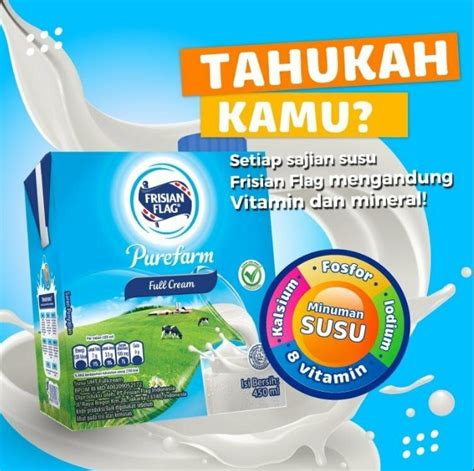 TAHUKAH
KAMU?
Setiap sajian susu
Frisian Flag mengandung
Vitamin dan mineral!
FRISIAN
FLAG
Purefarm
Full Cream
Kalsium
Fosfor
Iodium
8 vitamin
Minuman
SUSU
Isi Bersih:
450 ml